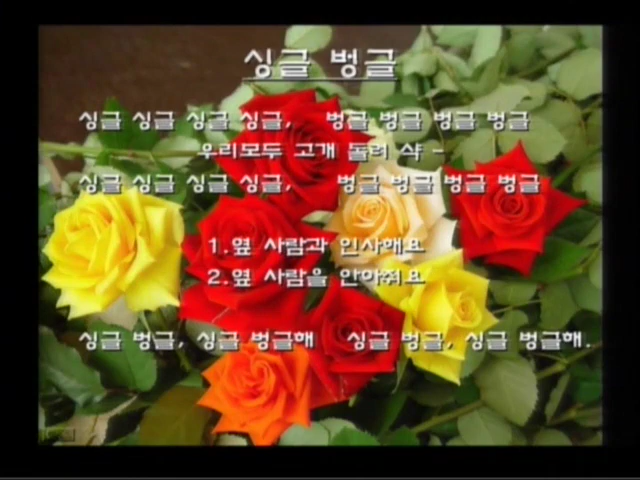 싱글 벙글
싱글 싱글 싱글 싱글, 벙글 벙글 벙글 벙글
우리모두 고개 돌려 샥 -
싱글 싱글 싱글 싱글, 벙글 벙글 벙글 벙글
1.옆 사람과 인사해요
2.옆 사람을 안아줘요
싱글 벙글, 싱글 벙글해 싱글 벙글, 싱글 벙글해.